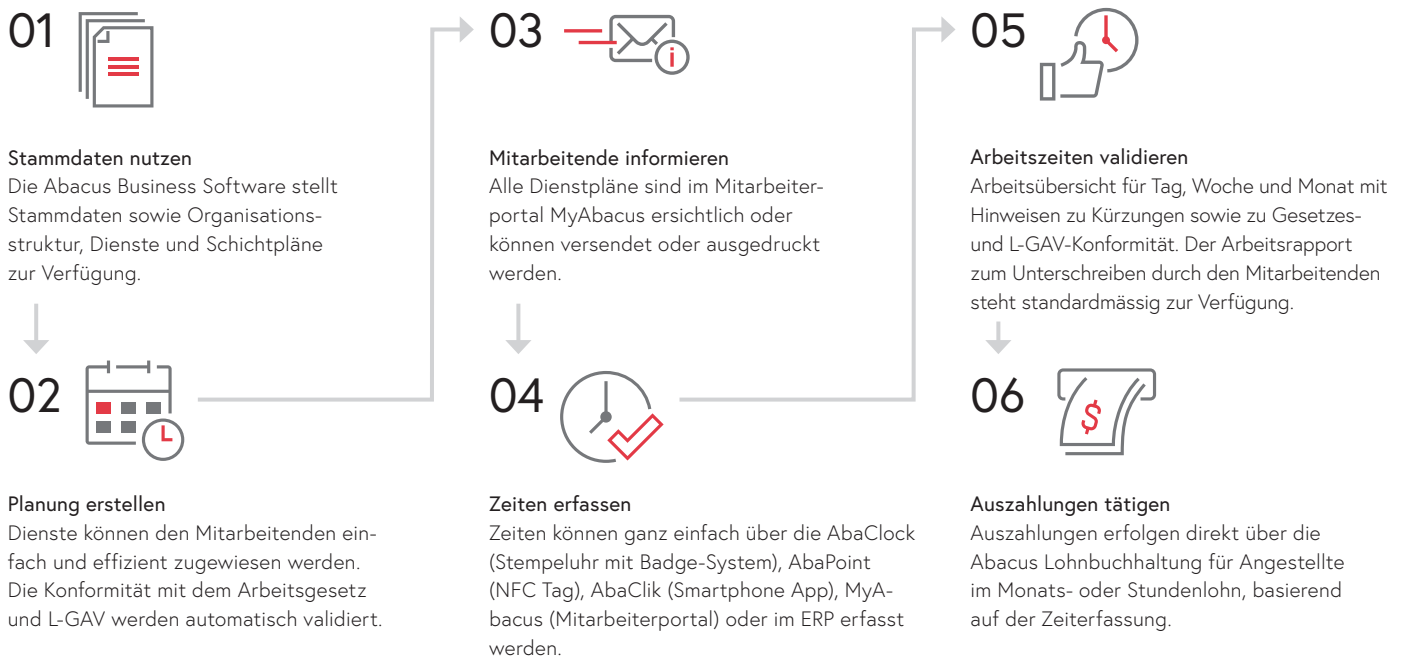 01
Stammdaten nutzen
Die Abacus Business Software stellt
Stammdaten sowie Organisations-
struktur, Dienste und Schichtpläne
zur Verfügung.
02
Planung erstellen
Dienste können den Mitarbeitenden ein-
fach und effizient zugewiesen werden.
Die Konformität mit dem Arbeitsgesetz
und L-GAV werden automatisch validiert.
03
i
Mitarbeitende informieren
Alle Dienstpläne sind im Mitarbeiter-
portal MyAbacus ersichtlich oder
können versendet oder ausgedruckt
werden.
04
Zeiten erfassen
Zeiten können ganz einfach über die AbaClock
(Stempeluhr mit Badge-System), AbaPoint
(NFC Tag), AbaClik (Smartphone App), MyA-
bacus (Mitarbeiterportal) oder im ERP erfasst
werden.
05
Arbeitszeiten validieren
Arbeitsübersicht für Tag, Woche und Monat mit
Hinweisen zu Kürzungen sowie zu Gesetzes-
und L-GAV-Konformität. Der Arbeitsrapport
zum Unterschreiben durch den Mitarbeitenden
steht standardmässig zur Verfügung.
06
$
Auszahlungen tätigen
Auszahlungen erfolgen direkt über die
Abacus Lohnbuchhaltung für Angestellte
im Monats- oder Stundenlohn, basierend
auf der Zeiterfassung.